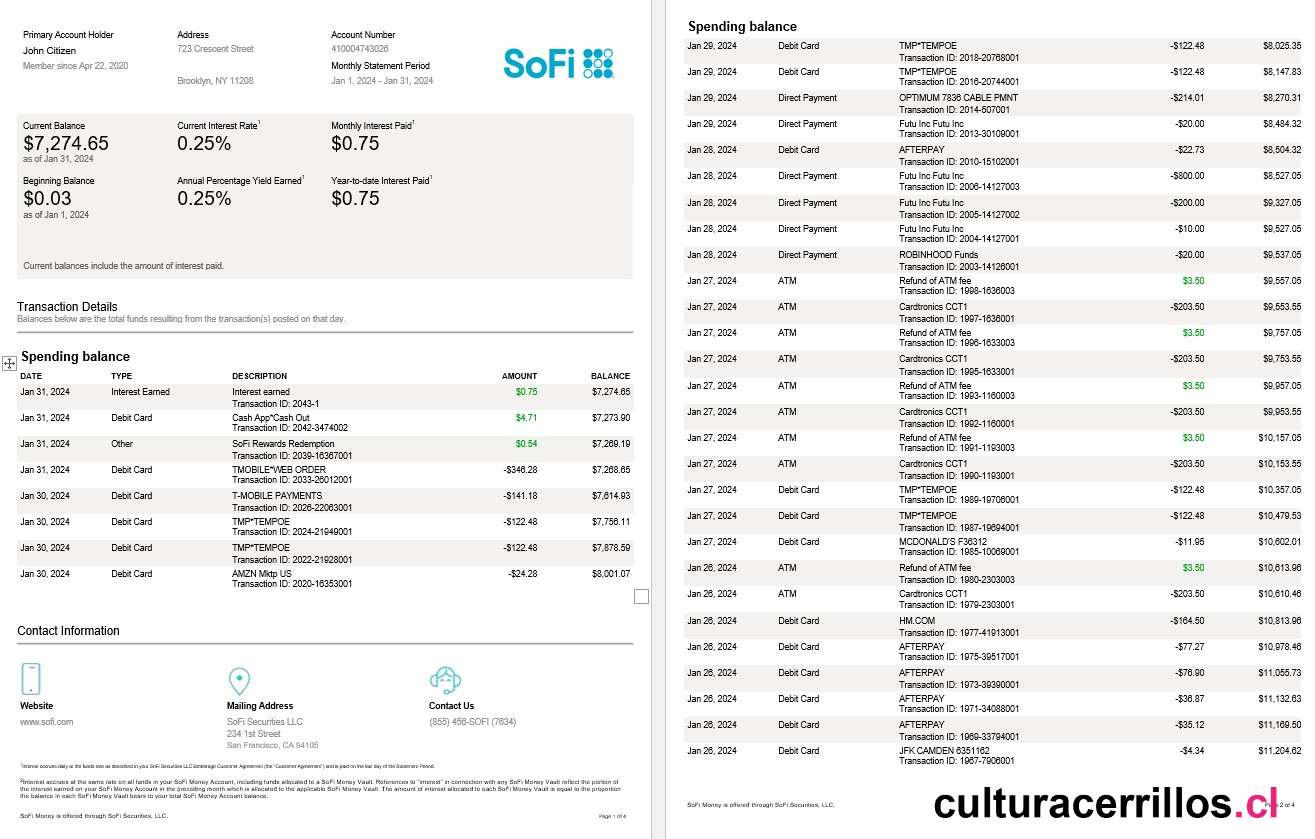 Primary Account Holder Address Account Number
John Citizen 723 Crescent Street 410004743026
Member since Apr 22, 2020 Monthly Statement Period
Brooklyn, NY 11208 Jan 1, 2024 - Jan 31, 2024
SoFi
Current Balance Current Interest Rate1 Monthly Interest Paid1
$7,274.65 0.25% $0.75
as of Jan 31, 2024
Beginning Balance Annual Percentage Yield Earned1 Year-to-date Interest Paid1
$0.03 0.25% $0.75
as of Jan 1, 2024
Current balances include the amount of interest paid.
Transaction Details
Balances below are the total funds resulting from the transaction(s) posted on that day.
Spending balance
DATE TYPE DESCRIPTION AMOUNT BALANCE
Jan 31, 2024 Interest Earned Interest earned $0.75 $7,274.65
Transaction ID: 2043-1
Jan 31, 2024 Debit Card Cash App*Cash Out $4.71 $7,273.90
Transaction ID: 2042-3474002
Jan 31, 2024 Other SoFi Rewards Redemption $0.54 $7,269.19
Transaction ID: 2039-16367001
Jan 31, 2024 Debit Card TMOBILE*WEB ORDER -$346.28 $7,268.65
Transaction ID: 2033-26012001
Jan 30, 2024 Debit Card T-MOBILE PAYMENTS -$141.18 $7,614.93
Transaction ID: 2026-22063001
Jan 30, 2024 Debit Card TMP*TEMPOE -$122.48 $7,756.11
Transaction ID: 2024-21949001
Jan 30, 2024 Debit Card TMP*TEMPOE -$122.48 $7,878.59
Transaction ID: 2022-21928001
Jan 30, 2024 Debit Card AMZN Mktp US -$24.28 $8,001.07
Transaction ID: 2020-16353001
Contact Information
Website Mailing Address Contact Us
www.sofi.com SoFi Securities LLC (855) 456-SOFI (7634)
234 1st Street
San Francisco, CA 94105
1Interest accrues daily at the funds rate as described in your SoFi Securities LLC Brokerage Customer Agreement (the "Customer Agreement") and is paid on the last day of the Statement Period.
2Interest accrues at the same rate on all funds in your SoFi Money Account, including funds allocated to a SoFi Money Vault. References to "interest" in connection with any SoFi Money Vault reflect the portion of
the interest earned on your SoFi Money Account in the preceding month which is allocated to the applicable SoFi Money Vault. The amount of interest allocated to each SoFi Money Vault is equal to the proportion
the balance in each SoFi Money Vault bears to your total SoFi Money Account balance.
SoFi Money is offered through SoFi Securities, LLC. Page 1 of 4
Spending balance
Jan 29, 2024 Debit Card TMP*TEMPOE -$122.48 $8,025.35
Transaction ID: 2018-20768001
Jan 29, 2024 Debit Card TMP*TEMPOE -$122.48 $8,147.83
Transaction ID: 2016-20744001
Jan 29, 2024 Direct Payment OPTIMUM 7836 CABLE PMNT -$214.01 $8,270.31
Transaction ID: 2014-507001
Jan 29, 2024 Direct Payment Futu Inc Futu Inc -$20.00 $8,484.32
Transaction ID: 2013-30109001
Jan 28, 2024 Debit Card AFTERPAY -$22.73 $8,504.32
Transaction ID: 2010-15102001
Jan 28, 2024 Direct Payment Futu Inc Futu Inc -$800.00 $8,527.05
Transaction ID: 2006-14127003
Jan 28, 2024 Direct Payment Futu Inc Futu Inc -$200.00 $9,327.05
Transaction ID: 2005-14127002
Jan 28, 2024 Direct Payment Futu Inc Futu Inc -$10.00 $9,527.05
Transaction ID: 2004-14127001
Jan 28, 2024 Direct Payment ROBINHOOD Funds -$20.00 $9,537.05
Transaction ID: 2003-14126001
Jan 27, 2024 ATM Refund of ATM fee $3.50 $9,557.05
Transaction ID: 1998-1636003
Jan 27, 2024 ATM Cardtronics CCT1 -$203.50 $9,553.55
Transaction ID: 1997-1636001
Jan 27, 2024 ATM Refund of ATM fee $3.50 $9,757.05
Transaction ID: 1996-1633003
Jan 27, 2024 ATM Cardtronics CCT1 -$203.50 $9,753.55
Transaction ID: 1995-1633001
Jan 27, 2024 ATM Refund of ATM fee $3.50 $9,957.05
Transaction ID: 1993-1160003
Jan 27, 2024 ATM Cardtronics CCT1 -$203.50 $9,953.55
Transaction ID: 1992-1160001
Jan 27, 2024 ATM Refund of ATM fee $3.50 $10,157.05
Transaction ID: 1991-1193003
Jan 27, 2024 ATM Cardtronics CCT1 -$203.50 $10,153.55
Transaction ID: 1990-1193001
Jan 27, 2024 Debit Card TMP*TEMPOE -$122.48 $10,357.05
Transaction ID: 1989-19706001
Jan 27, 2024 Debit Card TMP*TEMPOE -$122.48 $10,479.53
Transaction ID: 1987-19694001
Jan 27, 2024 Debit Card MCDONALD'S F36312 -$11.95 $10,602.01
Transaction ID: 1985-10069001
Jan 26, 2024 ATM Refund of ATM fee $3.50 $10,613.96
Transaction ID: 1980-2303003
Jan 26, 2024 ATM Cardtronics CCT1 -$203.50 $10,610.46
Transaction ID: 1979-2303001
Jan 26, 2024 Debit Card HM.COM -$164.50 $10,813.96
Transaction ID: 1977-41913001
Jan 26, 2024 Debit Card AFTERPAY -$77.27 $10,978.46
Transaction ID: 1975-39517001
Jan 26, 2024 Debit Card AFTERPAY -$76.90 $11,055.73
Transaction ID: 1973-39390001
Jan 26, 2024 Debit Card AFTERPAY -$36.87 $11,132.63
Transaction ID: 1971-34088001
Jan 26, 2024 Debit Card AFTERPAY -$35.12 $11,169.50
Transaction ID: 1969-33794001
Jan 26, 2024 Debit Card JFK CAMDEN 6351162 -$4.34 $11,204.62
Transaction ID: 1967-7906001
SoFi Money is offered through SoFi Securities, LLC. 2 of 4
culturacerrillos.cl